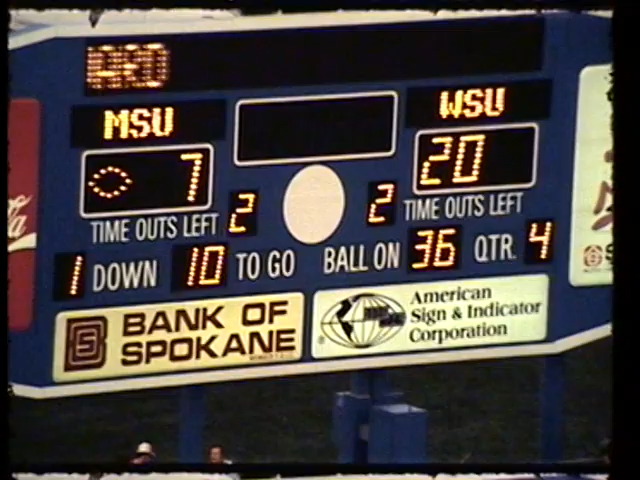 ARD
MSU
WSU
7
20
TIME OUTS LEFT 2
2 TIME OUTS LEFT
1 DOWN 10 TO GO BALL ON 36 QTR. 4
BANK OF
SPOKANE
American
Sign & Indicator
Corporation